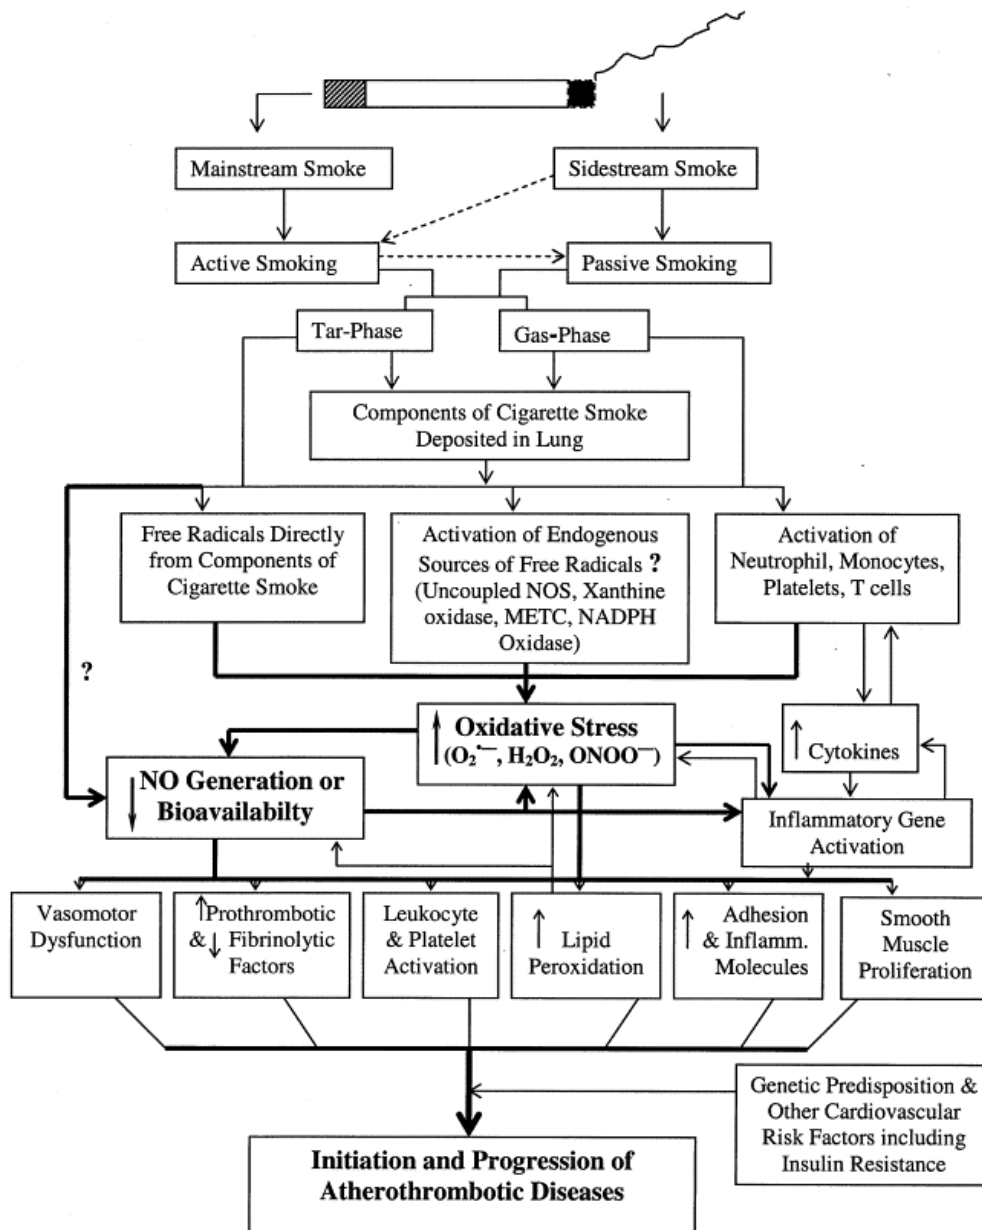 Mainstream Smoke
Sidestream Smoke
Active Smoking
Passive Smoking
Tar-Phase
Gas-Phase
Components of Cigarette Smoke
Deposited in Lung
Free Radicals Directly
from Components of
Cigarette Smoke
Activation of Endogenous
Sources of Free Radicals ?
(Uncoupled NOS, Xanthine
oxidase, METC, NADPH
Oxidase)
Activation of
Neutrophil, Monocytes,
Platelets, T cells
?
↑ Oxidative Stress
(O₂•—, H₂O₂, ONOO—)
↑ Cytokines
↓ NO Generation or
Bioavailabilty
Inflammatory Gene
Activation
Vasomotor
Dysfunction
↑ Prothrombotic
& ↓ Fibrinolytic
Factors
Leukocyte
& Platelet
Activation
↑ Lipid
Peroxidation
↑ Adhesion
& Inflamm.
Molecules
Smooth
Muscle
Proliferation
Genetic Predisposition &
Other Cardiovascular
Risk Factors including
Insulin Resistance
Initiation and Progression of
Atherothrombotic Diseases